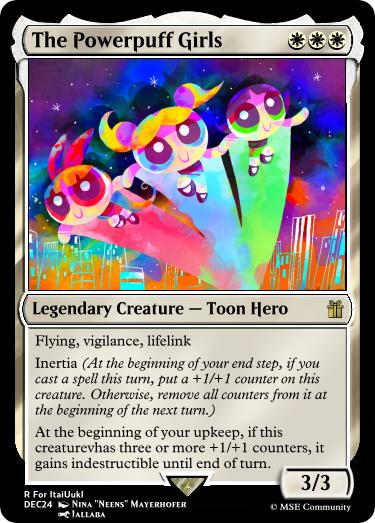 The Powerpuff Girls
Legendary Creature — Toon Hero
Flying, vigilance, lifelink
Inertia (At the beginning of your end step, if you
cast a spell this turn, put a +1/+1 counter on this
creature. Otherwise, remove all counters from it at
the beginning of the next turn.)
At the beginning of your upkeep, if this
creaturevhas three or more +1/+1 counters, it
gains indestructible until end of turn.
3/3
R For ItaiUukI
DEC24 Nina "Neens" Mayerhofer
Jallaba
© MSE Community